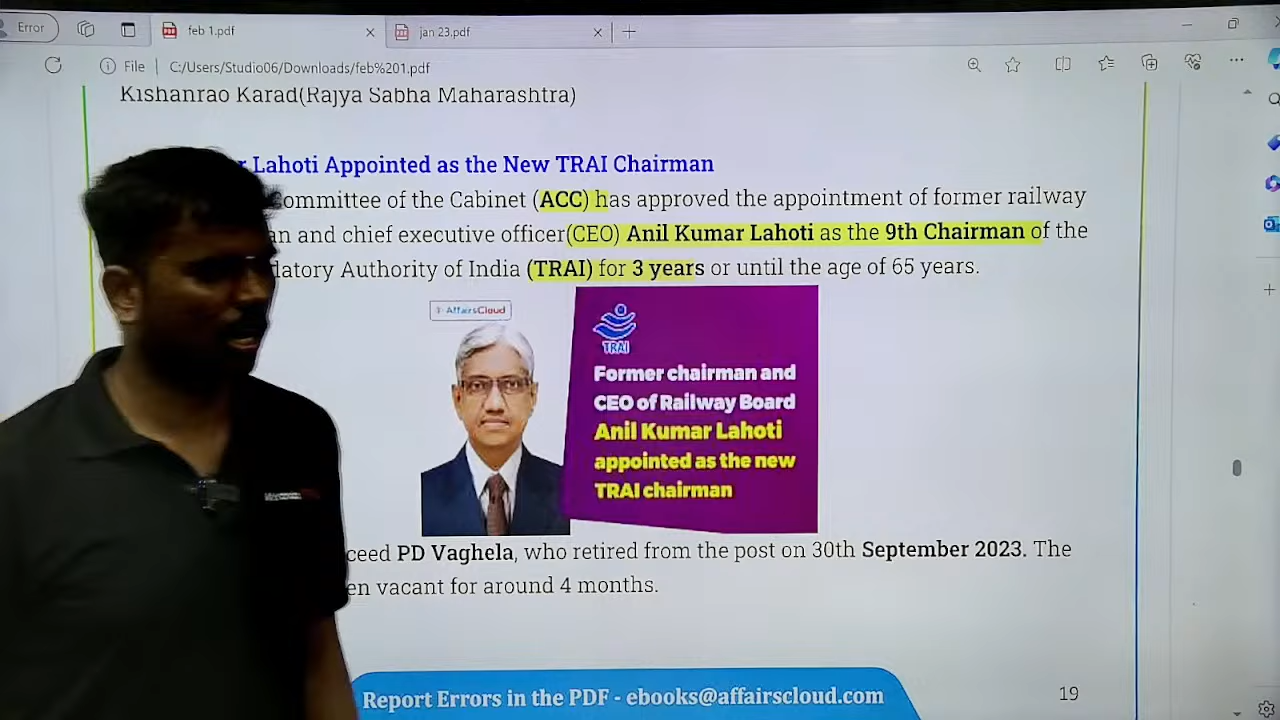 Error
feb 1.pdf
jan 23.pdf
File
C:/Users/Studio06/Downloads/feb%201.pdf
Kishanrao Karad(Rajya Sabha Maharashtra)
Lahoti Appointed as the New TRAI Chairman
ommittee of the Cabinet (ACC) has approved the appointment of former railway
an and chief executive officer(CEO) Anil Kumar Lahoti as the 9th Chairman of the
latory Authority of India (TRAI) for 3 years or until the age of 65 years.
AffairsCloud
TRAI
Former chairman and
CEO of Railway Board
Anil Kumar Lahoti
appointed as the new
TRAI chairman
ceed PD Vaghela, who retired from the post on 30th September 2023. The
en vacant for around 4 months.
Report Errors in the PDF - ebooks@affairscloud.com
19